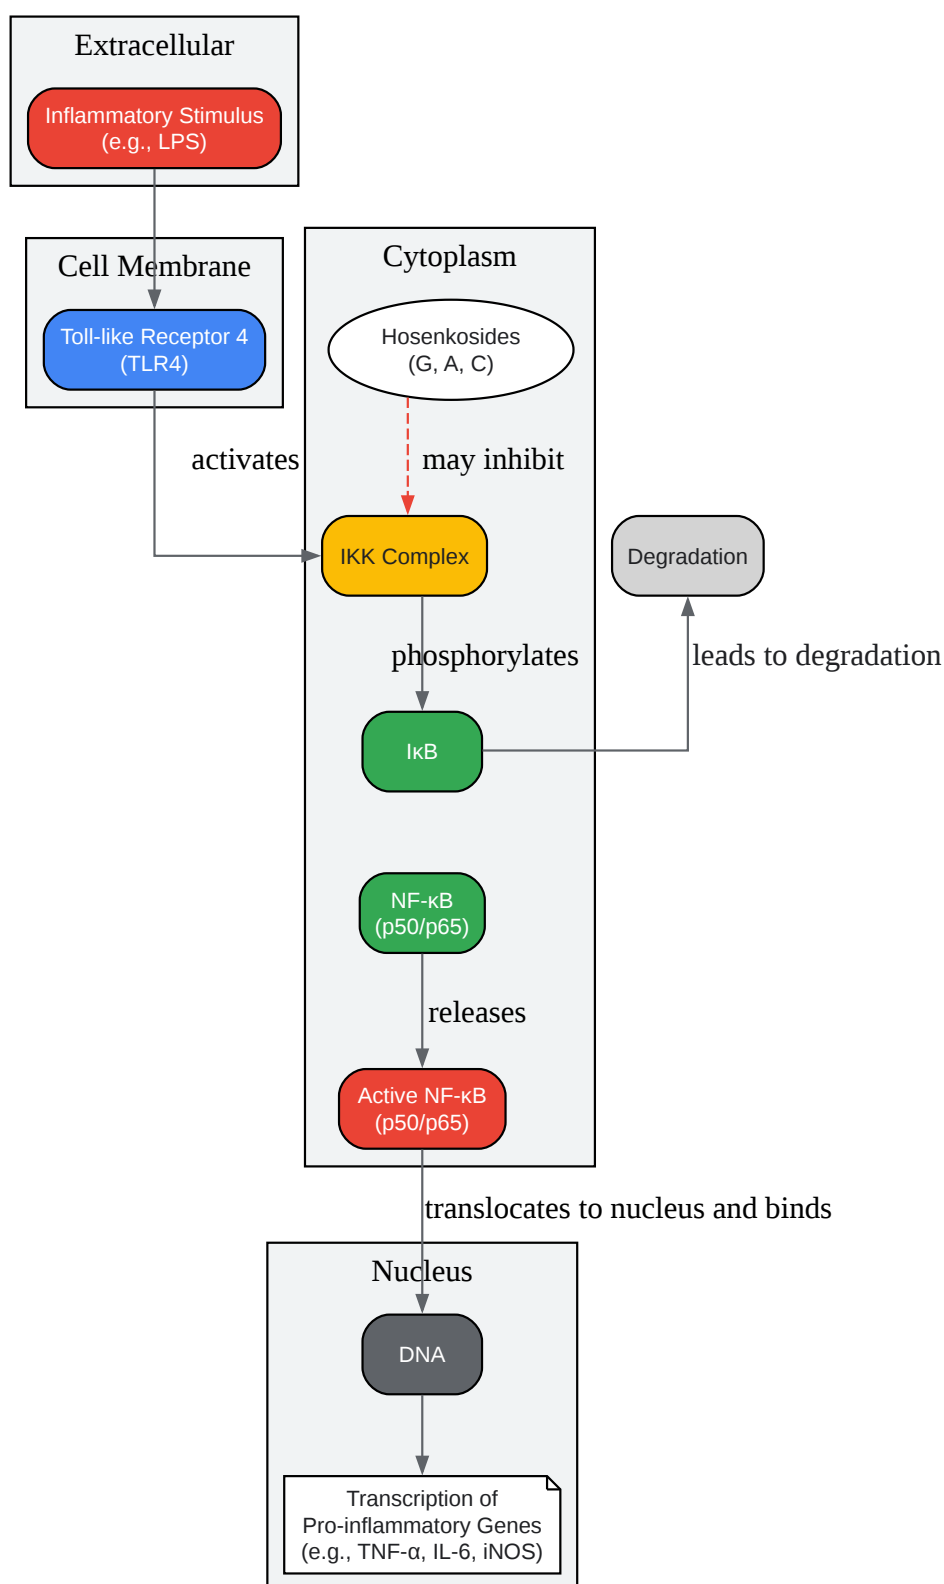 Extracellular
Inflammatory Stimulus
(e.g., LPS)
Cell Membrane
Toll-like Receptor 4
(TLR4)
activates
Cytoplasm
Hosenkosides
(G, A, C)
may inhibit
IKK Complex
Degradation
phosphorylates
leads to degradation
IκB
NF-κB
(p50/p65)
releases
Active NF-κB
(p50/p65)
translocates to nucleus and binds
Nucleus
DNA
Transcription of
Pro-inflammatory Genes
(e.g., TNF-α, IL-6, iNOS)